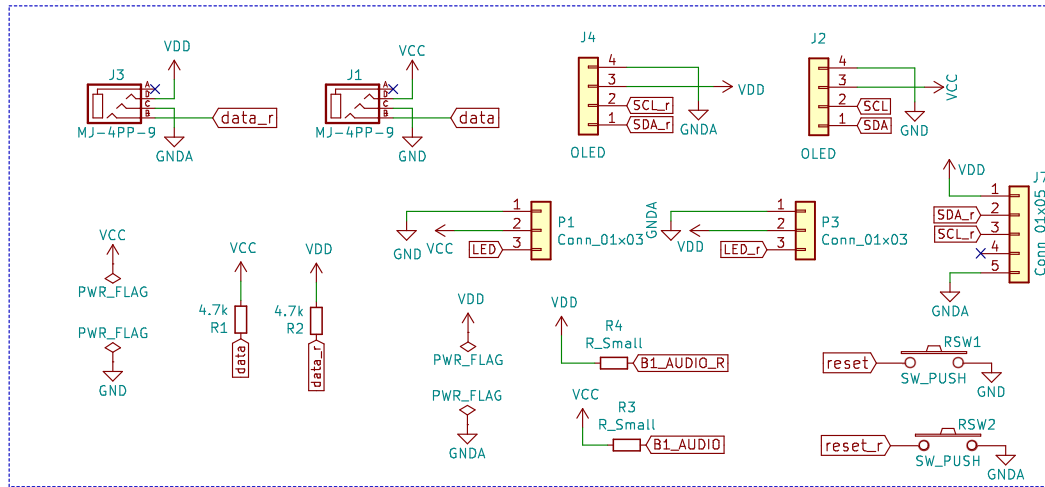 J3
VDD
A
D
C
B
MJ-4PP-9
data_r
GNDA
J1
VCC
A
D
C
B
MJ-4PP-9
data
GND
J4
4
3
2
1
VDD
SCL_r
SDA_r
GNDA
OLED
J2
4
3
2
1
VCC
SCL
SDA
GND
OLED
J7
VDD
1
2
3
4
5
SDA_r
SCL_r
GNDA
Conn_01x05
1
2
3
P1
Conn_01x03
GND
VCC
LED
1
2
3
P3
Conn_01x03
GNDA
VDD
LED_r
VCC
PWR_FLAG
PWR_FLAG
GND
VCC
4.7k
R1
data
VDD
4.7k
R2
data_r
VDD
PWR_FLAG
PWR_FLAG
GNDA
VDD
R4
R_Small
B1_AUDIO_R
VCC
R3
R_Small
B1_AUDIO
reset
RSW1
SW_PUSH
GND
reset_r
RSW2
SW_PUSH
GNDA